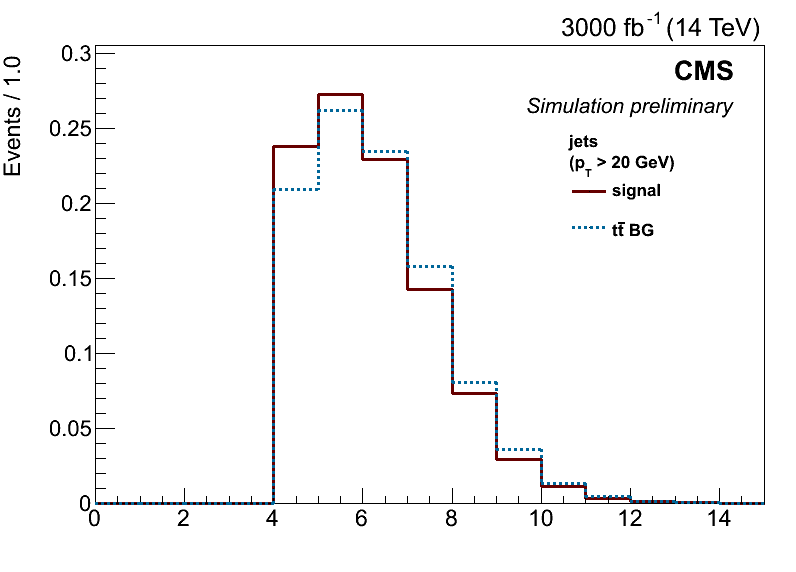 3000 fb⁻¹ (14 TeV)
CMS
Simulation preliminary
jets
(p_T > 20 GeV)
signal
tt̄ BG
Events / 1.0
0.3
0.25
0.2
0.15
0.1
0.05
0
0 2 4 6 8 10 12 14